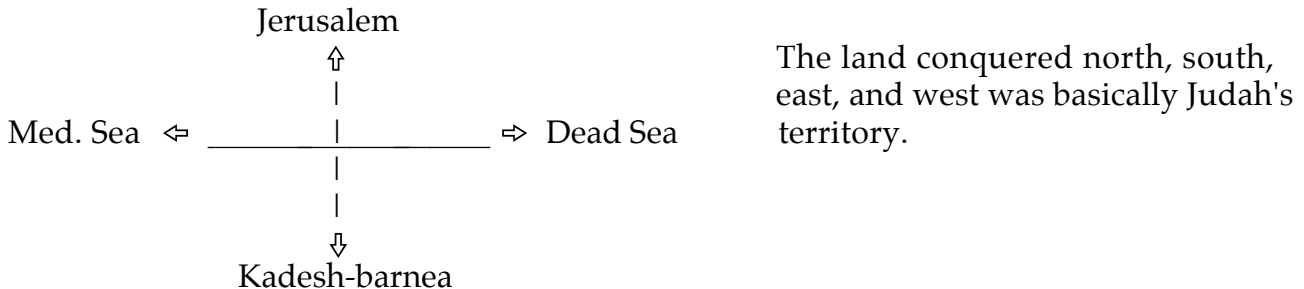 Jerusalem
Med. Sea
Dead Sea
Kadesh-barnea
The land conquered north, south,
east, and west was basically Judah's
territory.